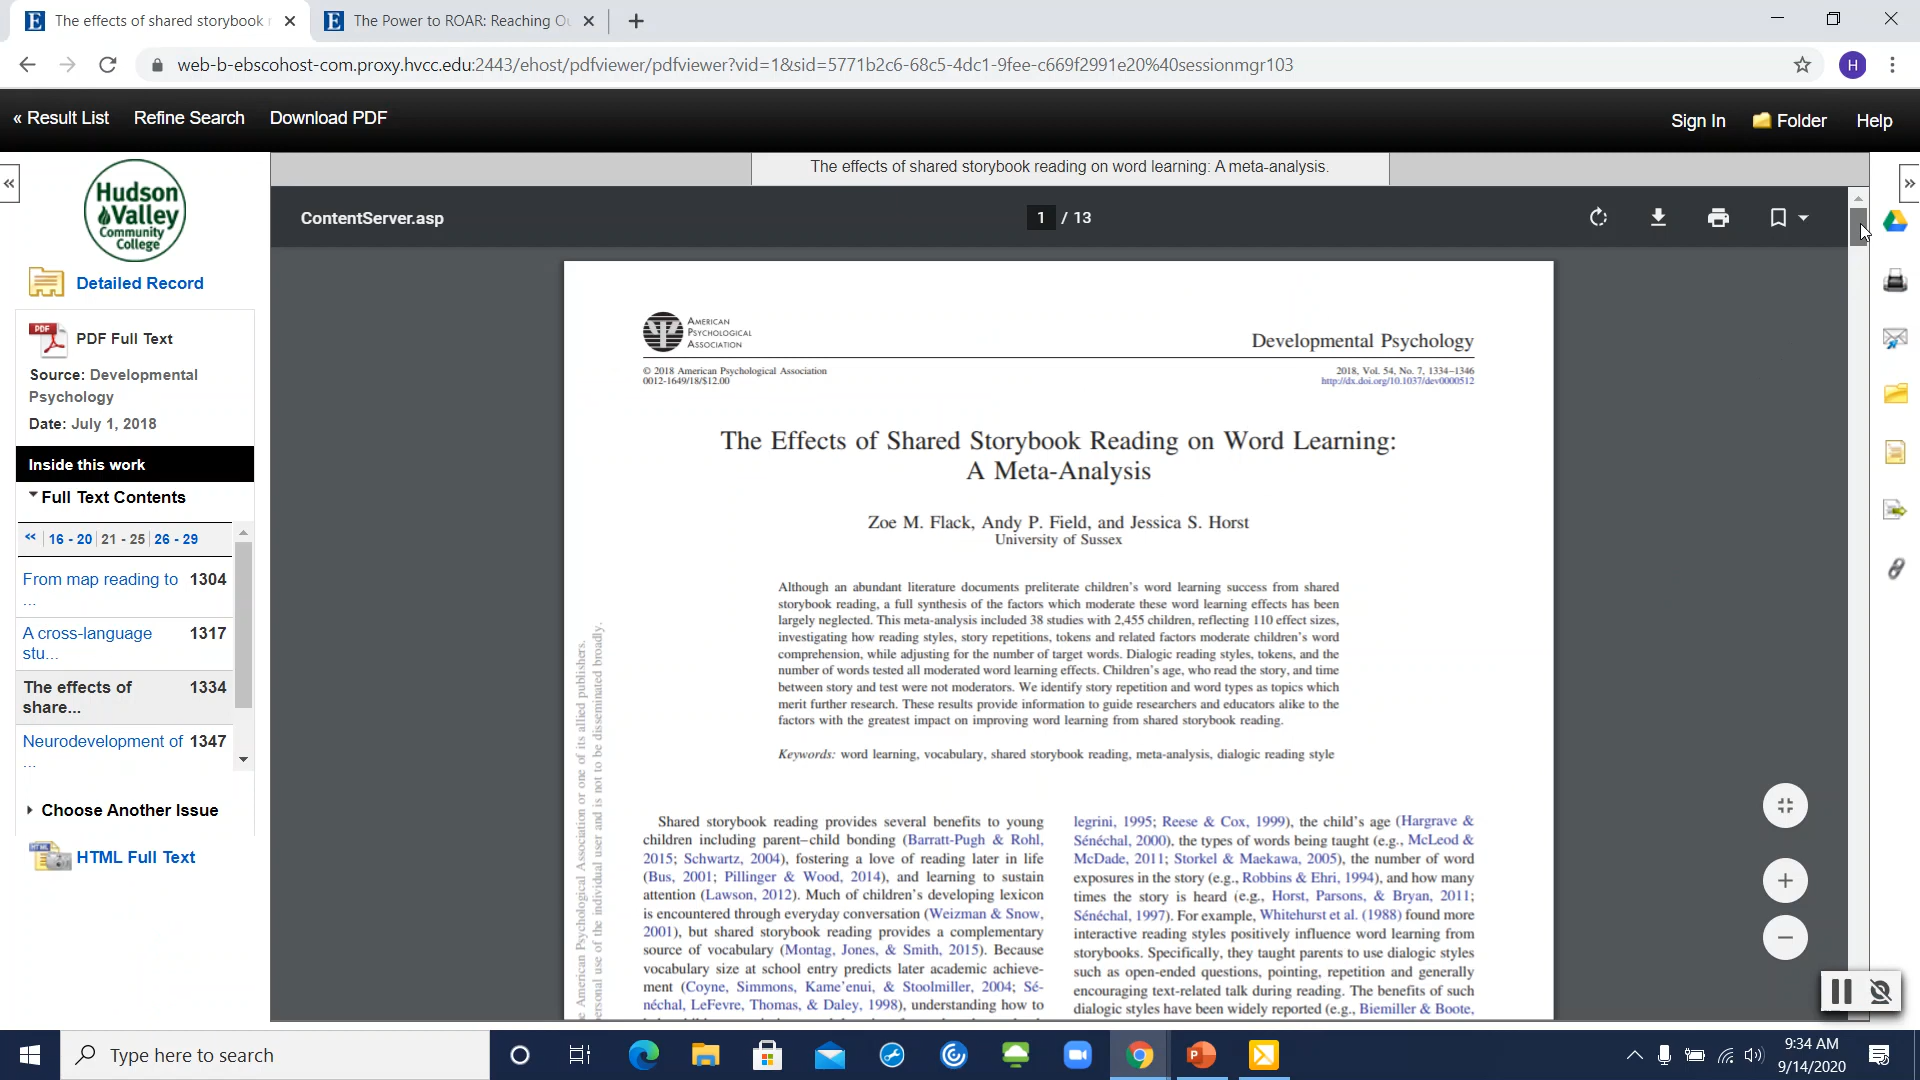 The effects of shared storybook r
The Power to ROAR: Reaching Ou
web-b-ebscohost-com.proxy.hvcc.edu:2443/ehost/pdfviewer/pdfviewer?vid=1&sid=5771b2c6-68c5-4dc1-9fee-c669f2991e20%40sessionmgr103
H
« Result List Refine Search Download PDF
Sign In Folder Help
The effects of shared storybook reading on word learning: A meta-analysis.
Hudson
Valley
Community
College
Detailed Record
PDF
PDF Full Text
Source: Developmental
Psychology
Date: July 1, 2018
Inside this work
Full Text Contents
« 16 - 20 21 - 25 26 - 29
From map reading to 1304
...
A cross-language 1317
stu...
The effects of 1334
share...
Neurodevelopment of 1347
...
Choose Another Issue
HTML Full Text
ContentServer.asp
1 / 13
AMERICAN
PSYCHOLOGICAL
ASSOCIATION
Developmental Psychology
© 2018 American Psychological Association
0012-1649/18/$12.00
2018, Vol. 54, No. 7, 1334–1346
http://dx.doi.org/10.1037/dev0000512
The Effects of Shared Storybook Reading on Word Learning:
A Meta-Analysis
Zoe M. Flack, Andy P. Field, and Jessica S. Horst
University of Sussex
Although an abundant literature documents preliterate children's word learning success from shared
storybook reading, a full synthesis of the factors which moderate these word learning effects has been
largely neglected. This meta-analysis included 38 studies with 2,455 children, reflecting 110 effect sizes,
investigating how reading styles, story repetitions, tokens and related factors moderate children's word
comprehension, while adjusting for the number of target words. Dialogic reading styles, tokens, and the
number of words tested all moderated word learning effects. Children's age, who read the story, and time
between story and test were not moderators. We identify story repetition and word types as topics which
merit further research. These results provide information to guide researchers and educators alike to the
factors with the greatest impact on improving word learning from shared storybook reading.
Keywords: word learning, vocabulary, shared storybook reading, meta-analysis, dialogic reading style
Shared storybook reading provides several benefits to young
children including parent–child bonding (Barratt-Pugh & Rohl,
2015; Schwartz, 2004), fostering a love of reading later in life
(Bus, 2001; Pillinger & Wood, 2014), and learning to sustain
attention (Lawson, 2012). Much of children's developing lexicon
is encountered through everyday conversation (Weizman & Snow,
2001), but shared storybook reading provides a complementary
source of vocabulary (Montag, Jones, & Smith, 2015). Because
vocabulary size at school entry predicts later academic achieve-
ment (Coyne, Simmons, Kame'enui, & Stoolmiller, 2004; Sé-
néchal, LeFevre, Thomas, & Daley, 1998), understanding how to
legrini, 1995; Reese & Cox, 1999), the child's age (Hargrave &
Sénéchal, 2000), the types of words being taught (e.g., McLeod &
McDade, 2011; Storkel & Maekawa, 2005), the number of word
exposures in the story (e.g., Robbins & Ehri, 1994), and how many
times the story is heard (e.g., Horst, Parsons, & Bryan, 2011;
Sénéchal, 1997). For example, Whitehurst et al. (1988) found more
interactive reading styles positively influence word learning from
storybooks. Specifically, they taught parents to use dialogic styles
such as open-ended questions, pointing, repetition and generally
encouraging text-related talk during reading. The benefits of such
dialogic styles have been widely reported (e.g., Biemiller & Boote,
e American Psychological Association or one of its allied publishers.
ersonal use of the individual user and is not to be disseminated broadly.
Type here to search
9:34 AM
9/14/2020